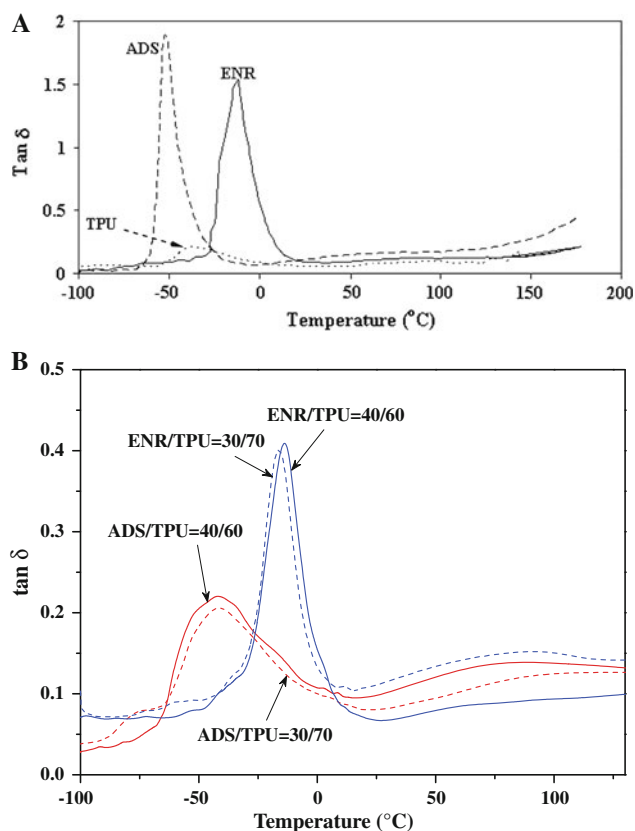 A
2
ADS
ENR
1.5
Tan δ
1
TPU
0.5
0
-100
-50
0
50
100
150
200
Temperature (°C)
B
0.5
ENR/TPU=40/60
ENR/TPU=30/70
0.4
ADS/TPU=40/60
0.3
tan δ
0.2
0.1
ADS/TPU=30/70
0.0
-100
-50
0
50
100
Temperature (°C)